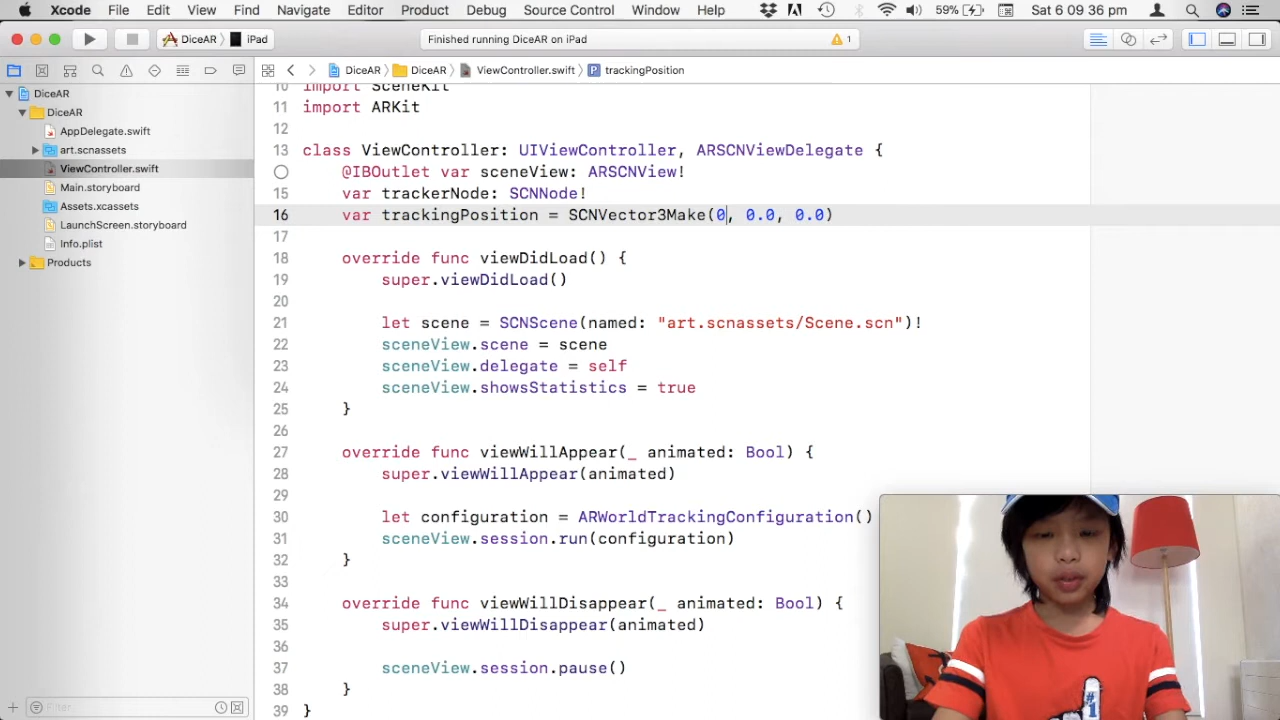 Xcode File Edit View Find Navigate Editor Product Debug Source Control Window Help 59% Sat 6 09 36 pm
DiceAR iPad Finished running DiceAR on iPad 1
DiceAR DiceAR ViewController.swift P trackingPosition
DiceAR
DiceAR
AppDelegate.swift
art.scnassets
ViewController.swift
Main.storyboard
Assets.xcassets
LaunchScreen.storyboard
Info.plist
Products
Filter
10 import SceneKit
11 import ARKit
12
13 class ViewController: UIViewController, ARSCNViewDelegate {
14 @IBOutlet var sceneView: ARSCNView!
15 var trackerNode: SCNNode!
16 var trackingPosition = SCNVector3Make(0, 0.0, 0.0)
17
18 override func viewDidLoad() {
19 super.viewDidLoad()
20
21 let scene = SCNScene(named: "art.scnassets/Scene.scn")!
22 sceneView.scene = scene
23 sceneView.delegate = self
24 sceneView.showsStatistics = true
25 }
26
27 override func viewWillAppear(_ animated: Bool) {
28 super.viewWillAppear(animated)
29
30 let configuration = ARWorldTrackingConfiguration()
31 sceneView.session.run(configuration)
32 }
33
34 override func viewWillDisappear(_ animated: Bool) {
35 super.viewWillDisappear(animated)
36
37 sceneView.session.pause()
38 }
39 }
#1